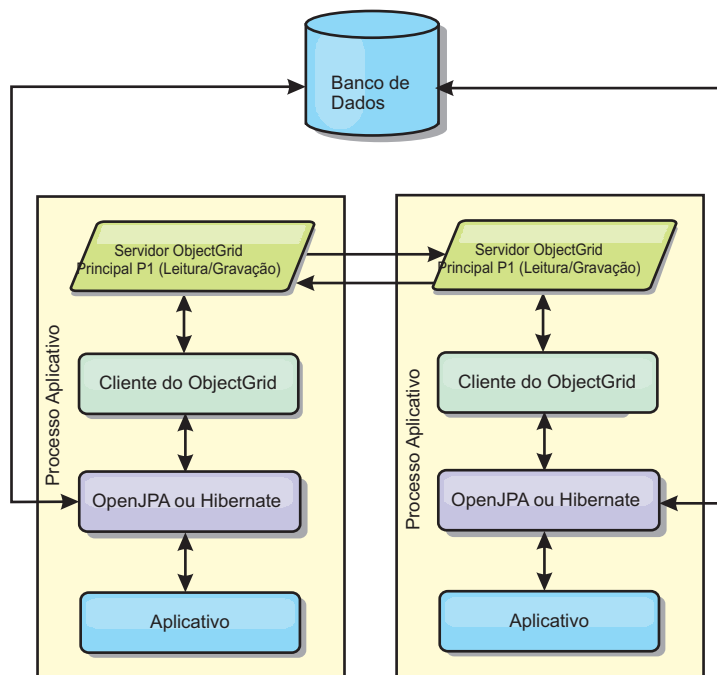 Banco de
Dados
Servidor ObjectGrid
Principal P1 (Leitura/Gravação)
Cliente do ObjectGrid
Processo Aplicativo
OpenJPA ou Hibernate
Aplicativo
Servidor ObjectGrid
Principal P1 (Leitura/Gravação)
Cliente do ObjectGrid
Processo Aplicativo
OpenJPA ou Hibernate
Aplicativo